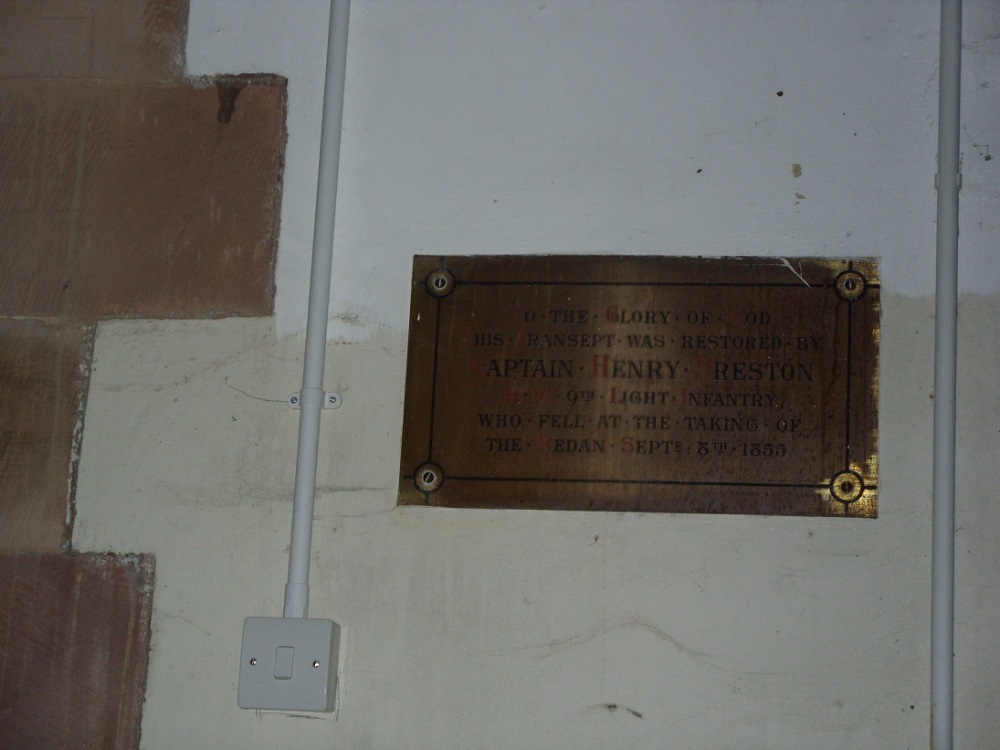 TO · THE · GLORY · OF · GOD
THIS · TRANSEPT · WAS · RESTORED · BY
CAPTAIN · HENRY · PRESTON
9TH · LIGHT · INFANTRY
WHO · FELL · AT · THE · TAKING · OF
THE · REDAN · SEPTR · 8TH · 1855